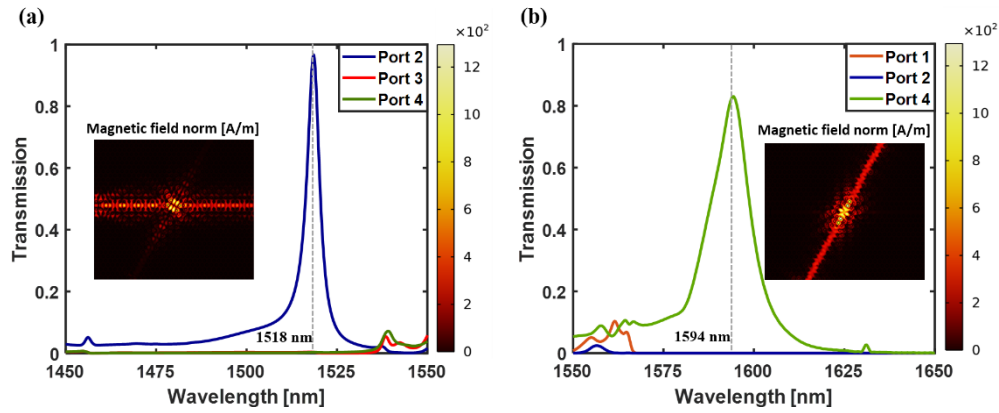 (a)
×10²
1
0.8
0.6
0.4
0.2
0
Transmission
Port 2
Port 3
Port 4
Magnetic field norm [A/m]
1518 nm
1450
1475
1500
1525
1550
Wavelength [nm]
12
10
8
6
4
2
0
(b)
×10²
1
0.8
0.6
0.4
0.2
0
Transmission
Port 1
Port 2
Port 4
Magnetic field norm [A/m]
1594 nm
1550
1575
1600
1625
1650
Wavelength [nm]
12
10
8
6
4
2
0